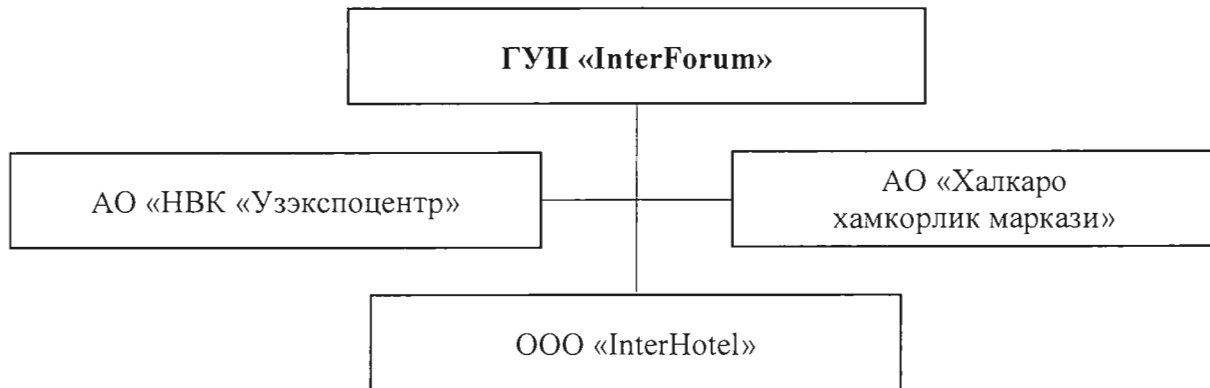 ГУП «InterForum»
АО «НВК «Узэкспоцентр»
АО «Халкаро
хамкорлик маркази»
ООО «InterHotel»